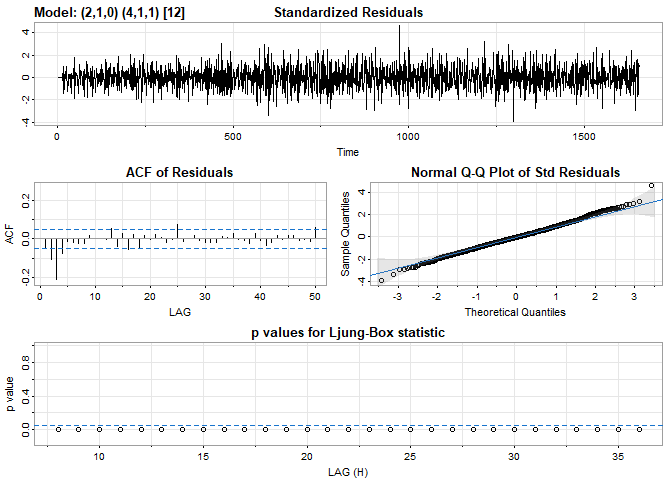 Model: (2,1,0) (4,1,1) [12] Standardized Residuals
4
2
0
-2
-4
0 500 1000 1500
Time
ACF of Residuals
ACF
0.2
0.0
-0.2
0 10 20 30 40 50
LAG
Normal Q-Q Plot of Std Residuals
Sample Quantiles
4
2
0
-2
-4
-3 -2 -1 0 1 2 3
Theoretical Quantiles
p values for Ljung-Box statistic
p value
0.8
0.4
0.0
10 15 20 25 30 35
LAG (H)